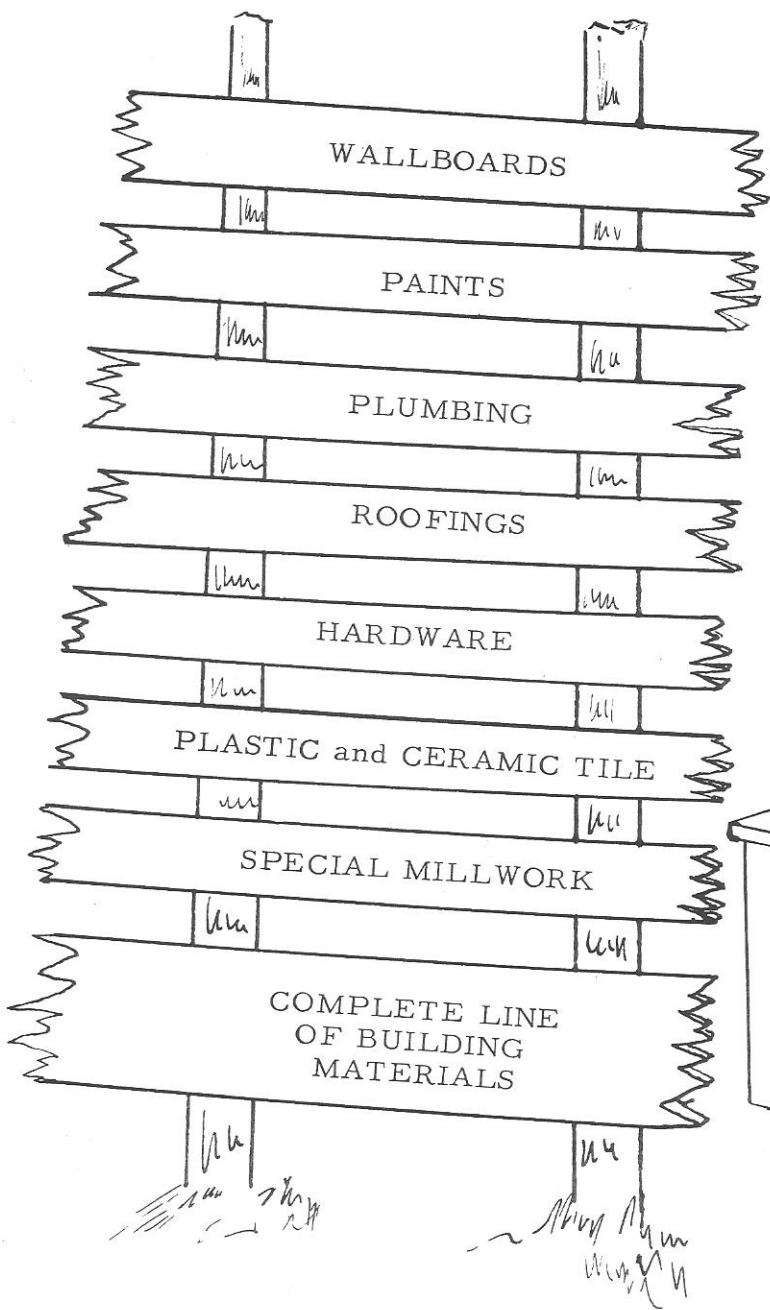 WALLBOARDS
PAINTS
PLUMBING
ROOFINGS
HARDWARE
PLASTIC and CERAMIC TILE
SPECIAL MILLWORK
COMPLETE LINE
OF BUILDING
MATERIALS